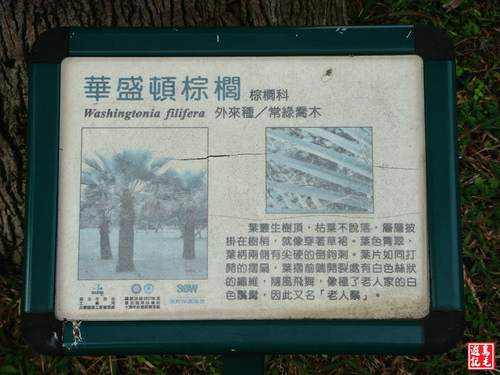 華盛頓棕櫚 棕櫚科
Washingtonia filifera 外來種／常綠喬木
葉叢生樹頂，枯葉不脫落，層層披
掛在樹梢，就像穿著草裙，葉色青翠，
葉柄兩側有尖硬的倒鉤刺。葉片如同打
開的摺扇，葉摺前端開裂處有白色絲狀
的纖維，隨風飛舞，像極了老人家的白
色鬍鬚，因此又名「老人鬚」。